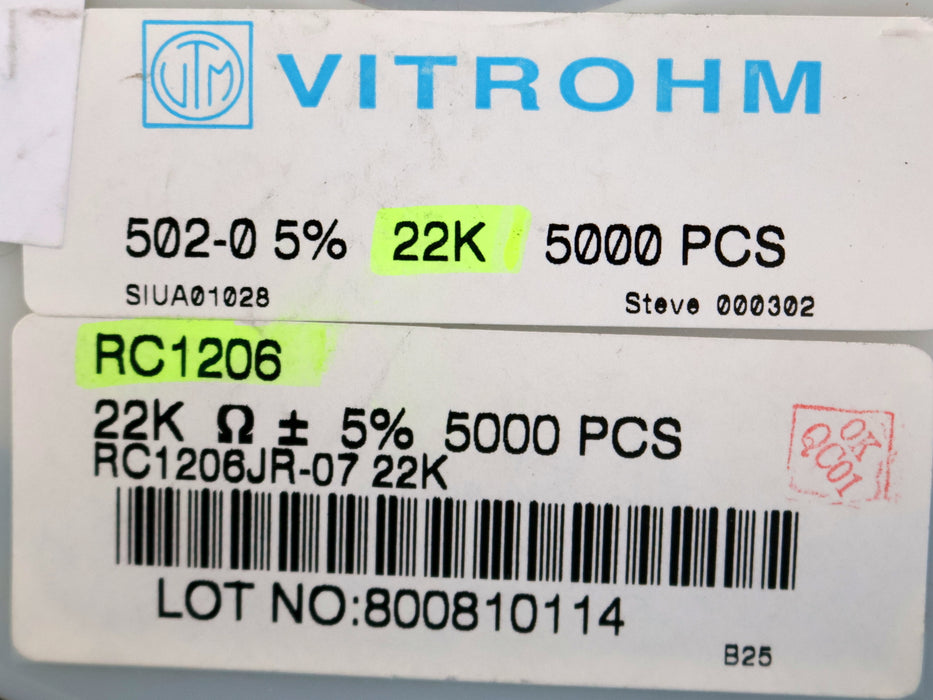 VTM VITROHM
502-0 5% 22K 5000 PCS
SIUA01028 Steve 000302
RC1206
22K Ω ± 5% 5000 PCS
RC1206JR-07 22K
OK
QC01
LOT NO:800810114
B25